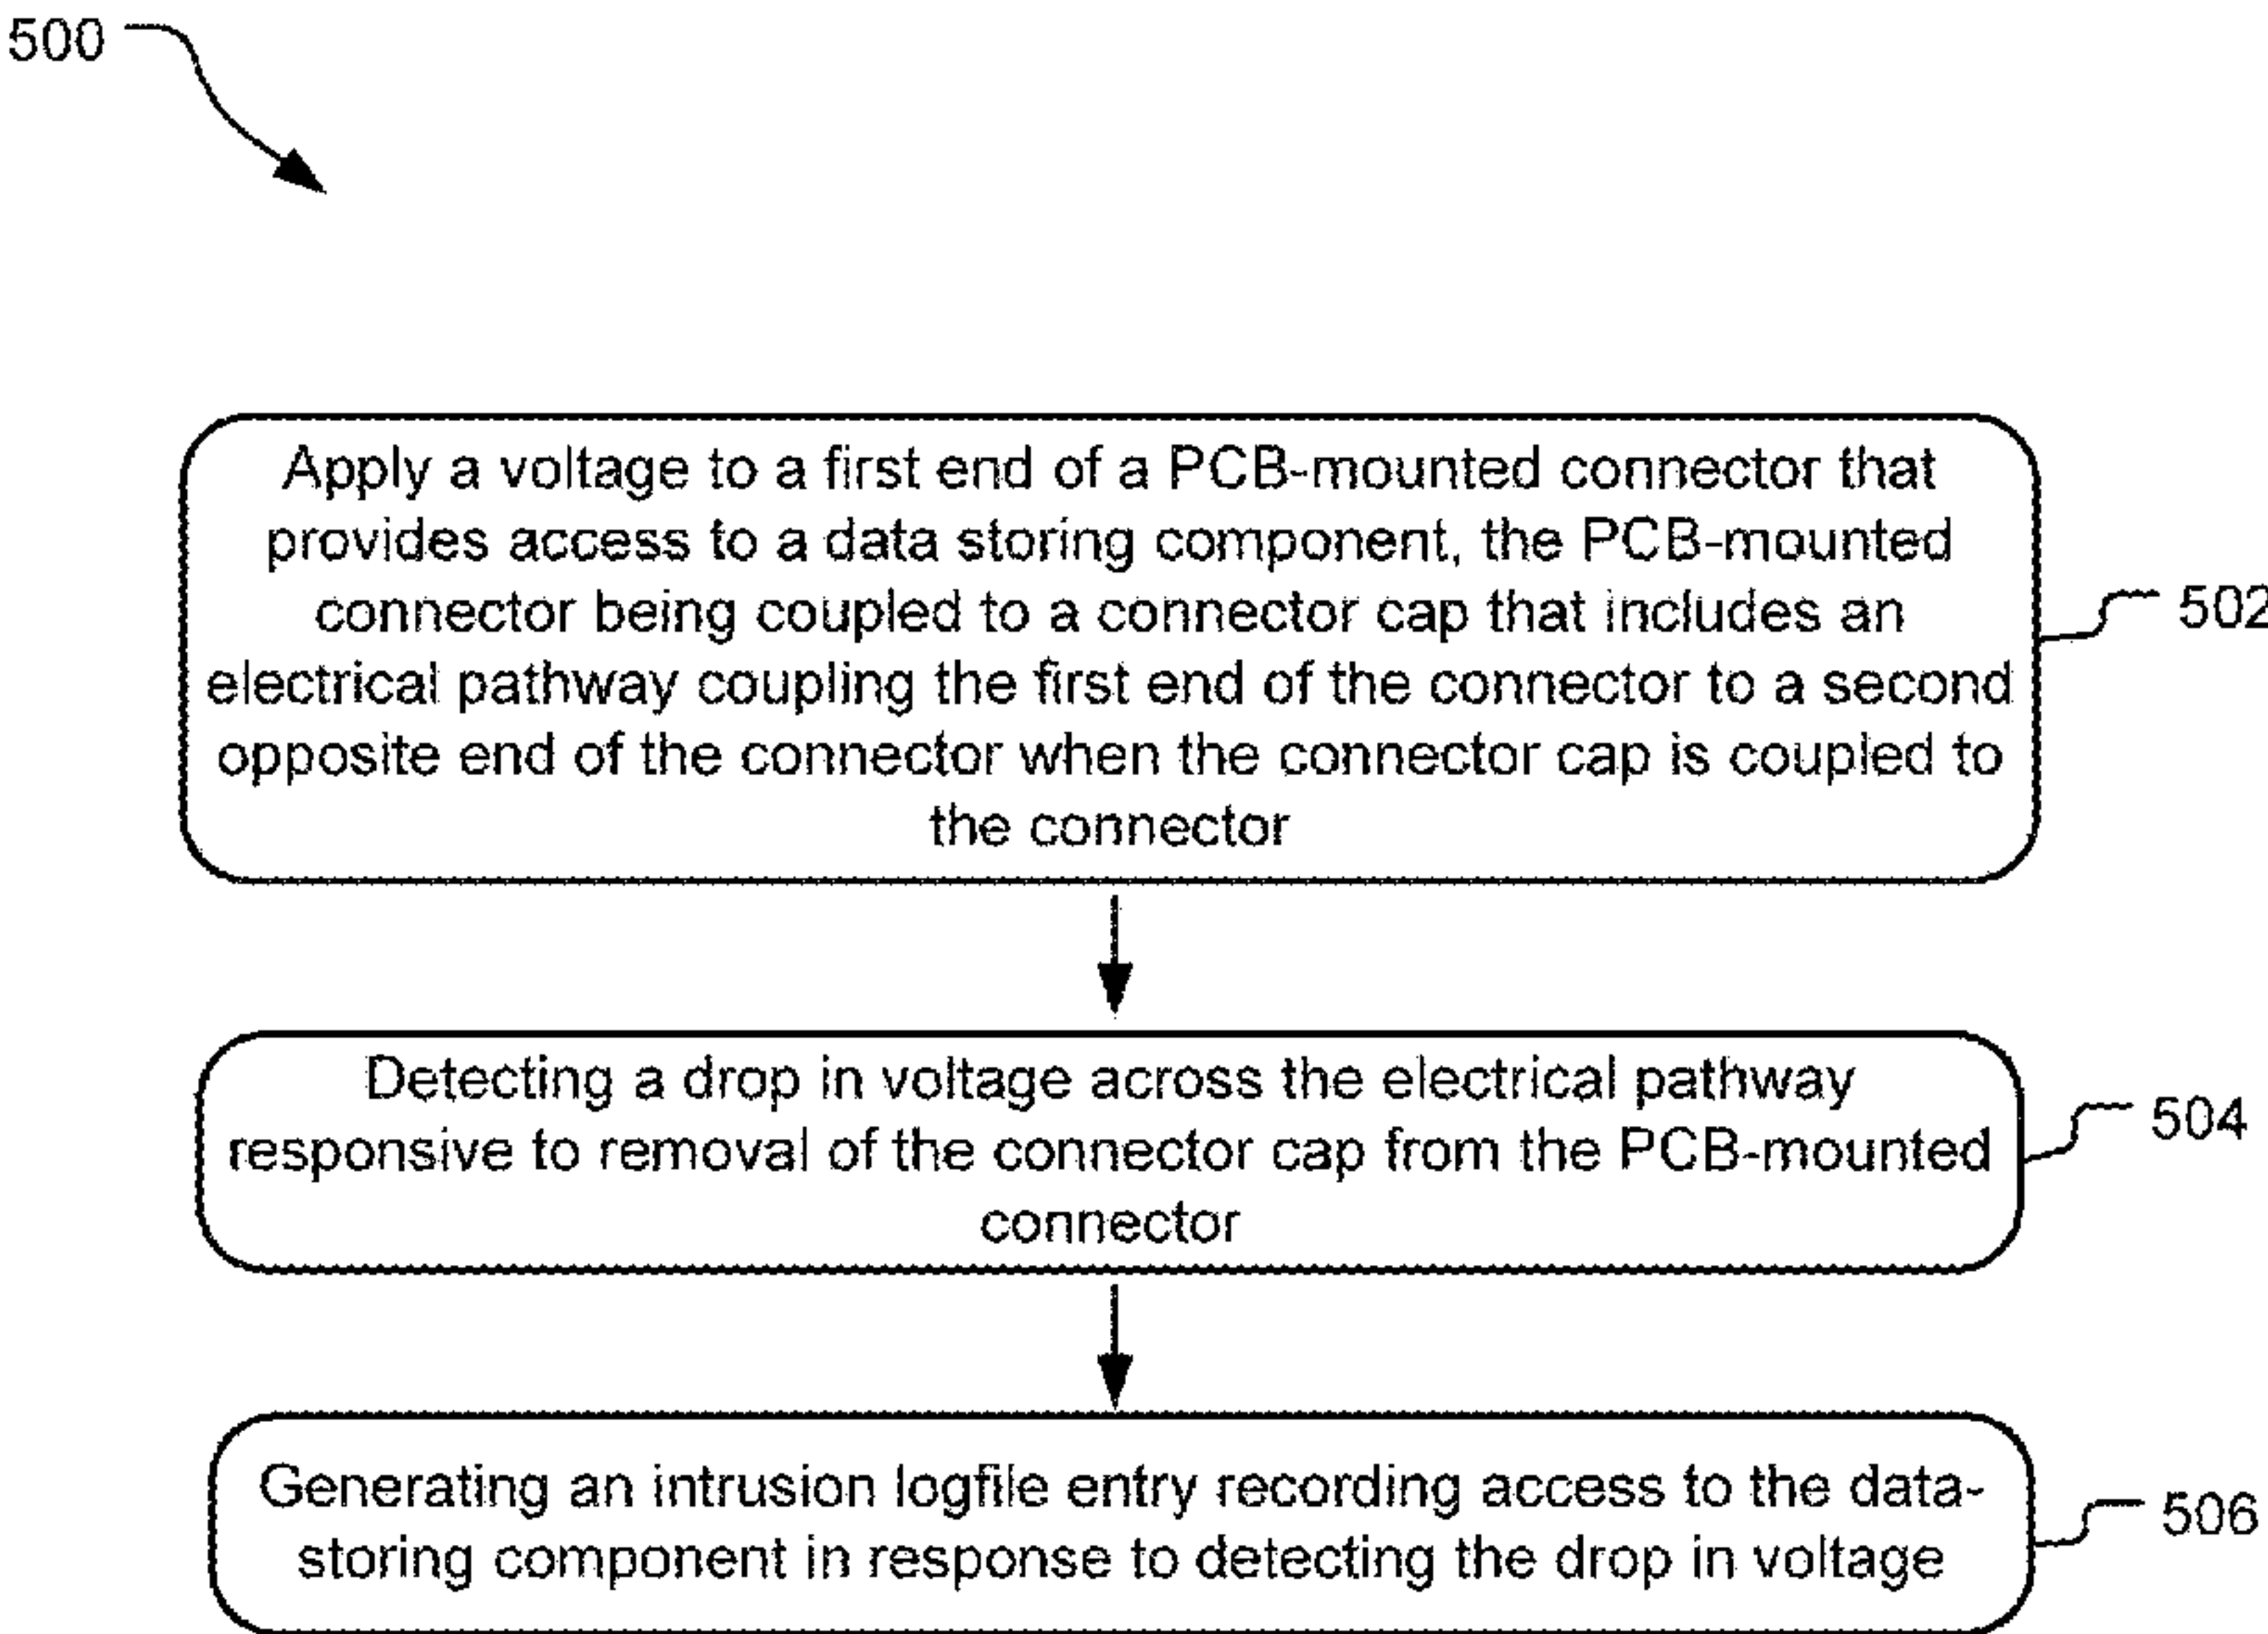 500
Apply a voltage to a first end of a PCB-mounted connector that
provides access to a data storing component, the PCB-mounted
connector being coupled to a connector cap that includes an
electrical pathway coupling the first end of the connector to a second
opposite end of the connector when the connector cap is coupled to
the connector
502
Detecting a drop in voltage across the electrical pathway
responsive to removal of the connector cap from the PCB-mounted
connector
504
Generating an intrusion logfile entry recording access to the data-
storing component in response to detecting the drop in voltage
506